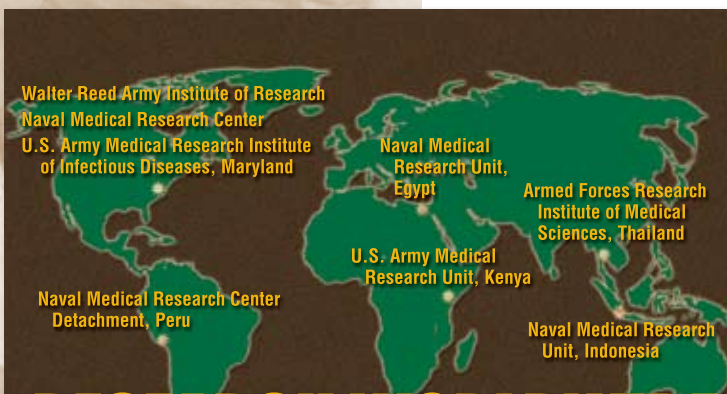 Walter Reed Army Institute of Research
Naval Medical Research Center
U.S. Army Medical Research Institute
of Infectious Diseases, Maryland
Naval Medical
Research Unit,
Egypt
Armed Forces Research
Institute of Medical
Sciences, Thailand
U.S. Army Medical
Research Unit, Kenya
Naval Medical Research Center
Detachment, Peru
Naval Medical Research
Unit, Indonesia